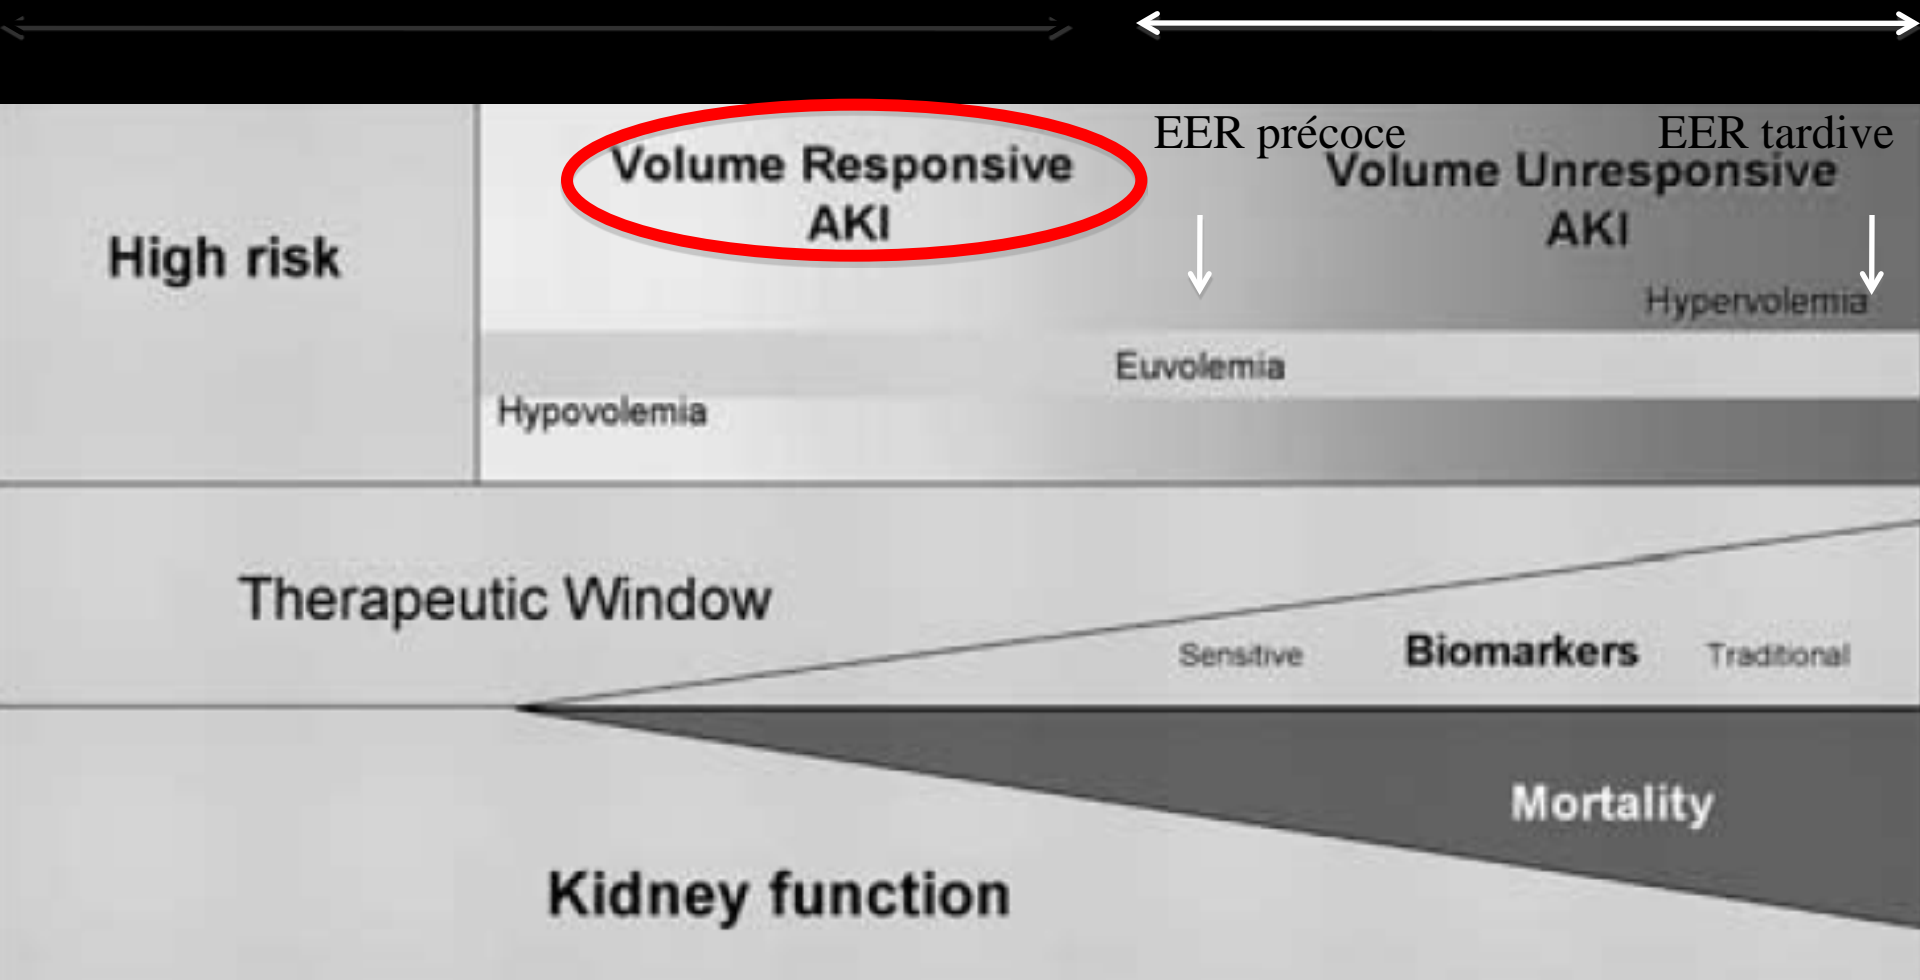 EER précoce
EER tardive
Volume Responsive
AKI
Volume Unresponsive
AKI
High risk
Hypervolemia
Euvolemia
Hypovolemia
Therapeutic Window
Sensitive
Biomarkers
Traditional
Mortality
Kidney function